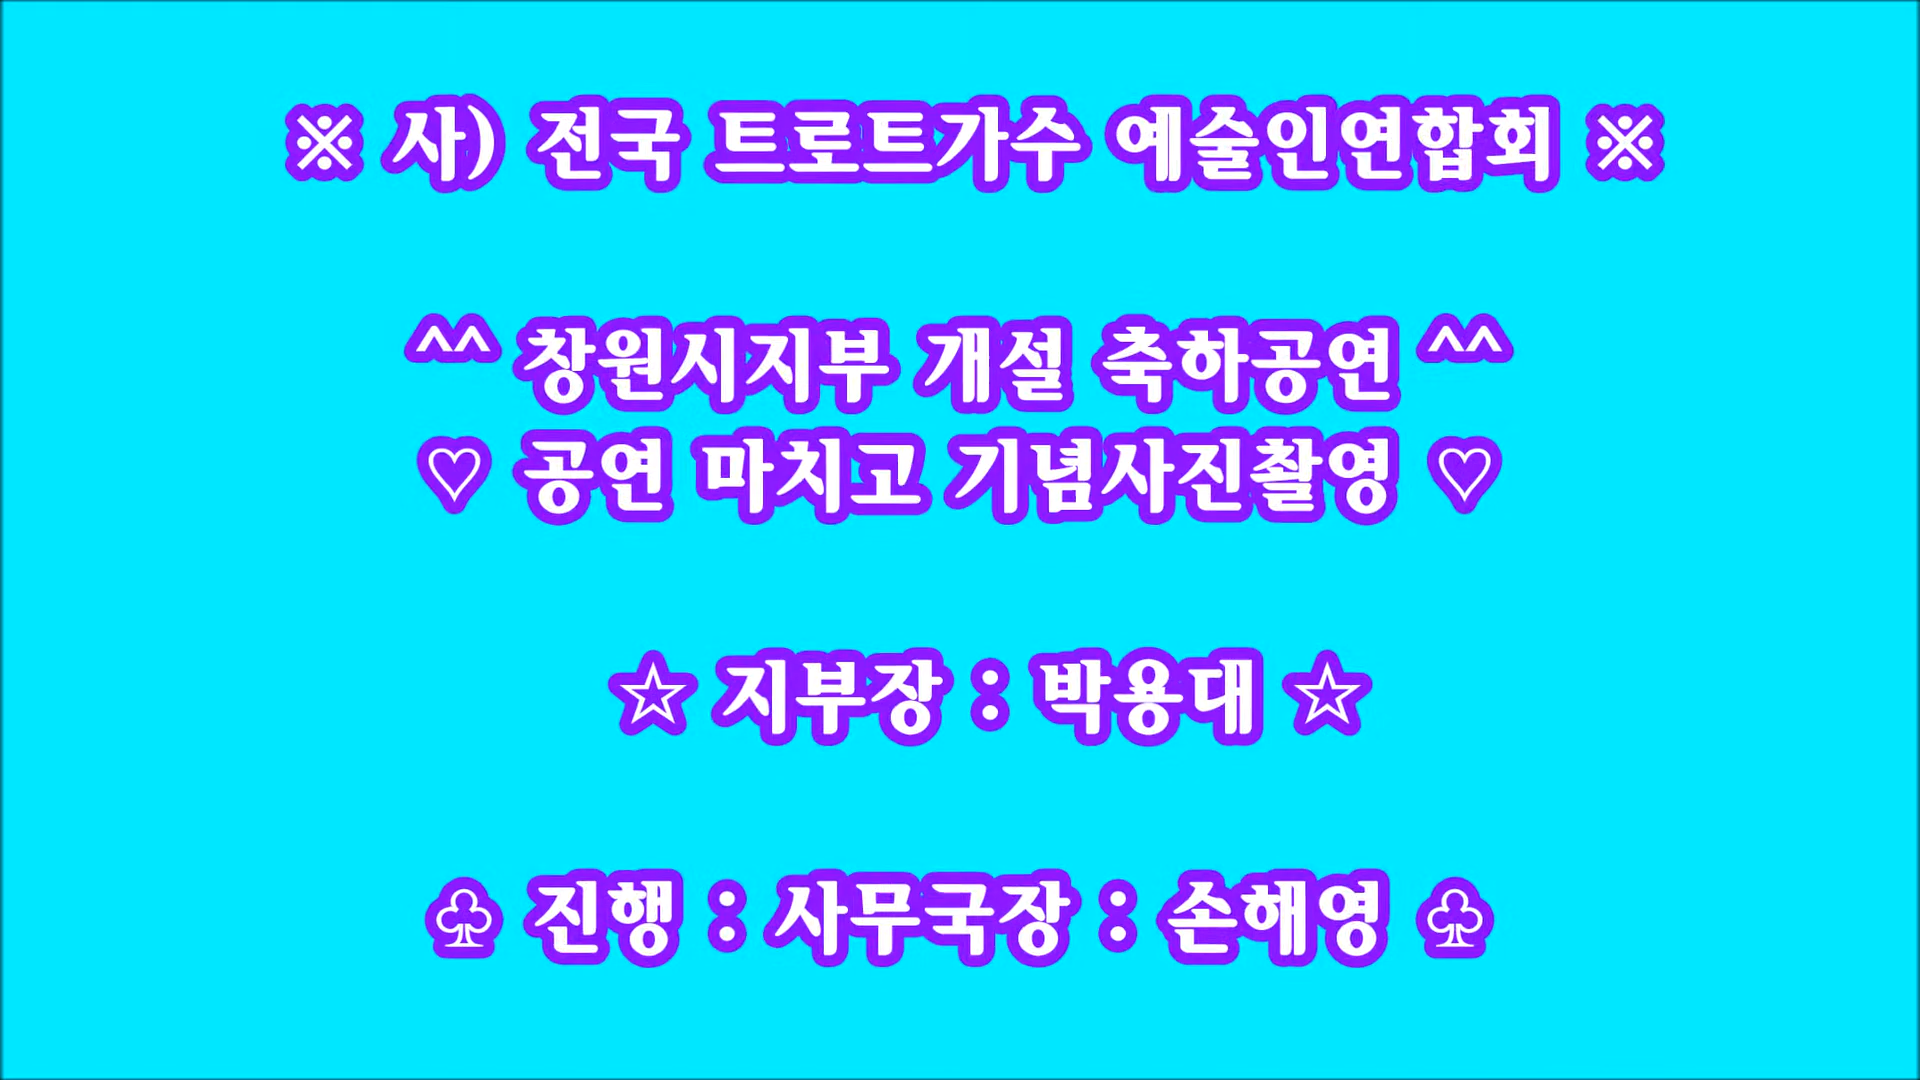 ※ 사) 전국 트로트가수 예술인연합회 ※
^^ 창원시지부 개설 축하공연 ^^
♡ 공연 마치고 기념사진촬영 ♡
☆ 지부장 : 박용대 ☆
♧ 진행 : 사무국장 : 손해영 ♧